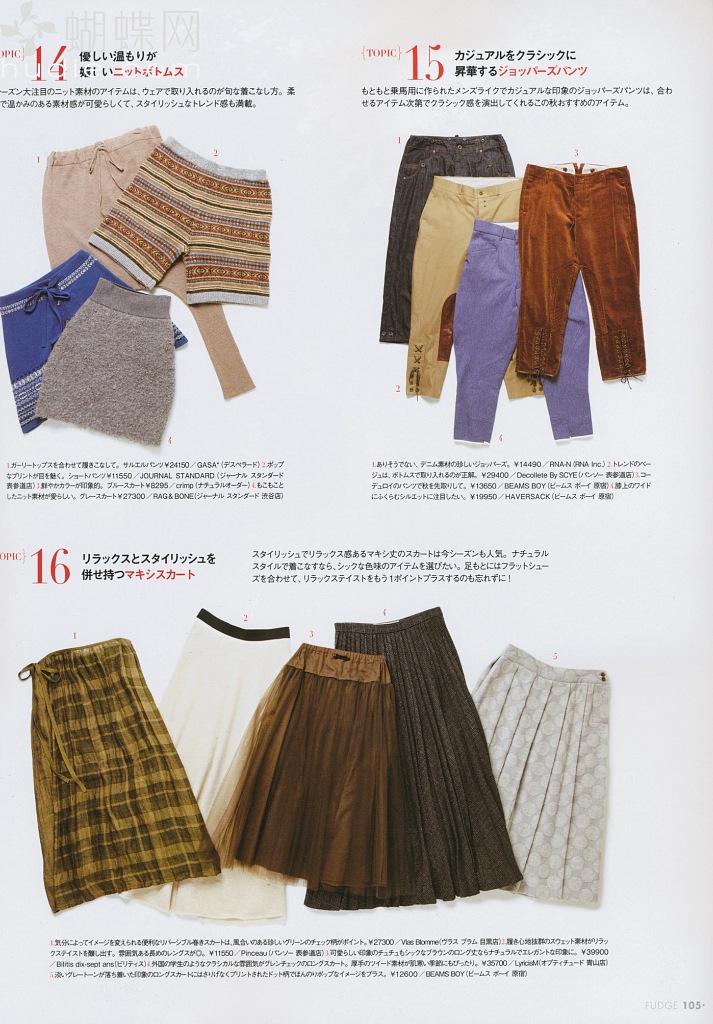 蝴蝶网
OPIC} 14 優しい温もりが
嬉しいニットボトムス
ーズン大注目のニット素材のアイテムは、ウェアで取り入れるのが旬な着こなし方。柔
で温かみのある素材感が可愛らしくて、スタイリッシュなトレンド感も満載。
{TOPIC} 15 カジュアルをクラシックに
昇華するジョッパーズパンツ
もともと乗馬用に作られたメンズライクでカジュアルな印象のジョッパーズパンツは、合わ
せるアイテム次第でクラシック感を演出してくれるこの秋おすすめのアイテム。
1
2
3
4
1
2
3
4
1.ガーリートップスを合わせて履きこなして。サルエルパンツ¥24150/GASA*(デスペラード) 2.ポップ
なプリントが目を魅く。ショートパンツ¥11550/JOURNAL STANDARD(ジャーナル スタンダード
表参道店) 3.鮮やかカラーが印象的。ブルースカート¥8295/crimp(ナチュラルオーダー) 4.もこもこと
したニット素材が愛らしい。グレースカート¥27300/RAG&BONE(ジャーナル スタンダード 渋谷店)
1.ありそうでない、デニム素材の珍しいジョッパーズ。¥14490/RNA-N(RNA Inc.) 2.トレンドのベー
ジュは、ボトムスで取り入れるのが正解。¥29400/Decollete By SCYE(パンソー 表参道店) 3.コー
デュロイのパンツで秋を先取りして。¥13650/BEAMS BOY(ビームス ボーイ 原宿) 4.膝上のワイド
にふくらむシルエットに注目したい。¥19950/HAVERSACK(ビームス ボーイ 原宿)
OPIC} 16 リラックスとスタイリッシュを
併せ持つマキシスカート
スタイリッシュでリラックス感あるマキシ丈のスカートは今シーズンも人気。ナチュラル
スタイルで着こなすなら、シックな色味のアイテムを選びたい。足もとにはフラットシュー
ズを合わせて、リラックステイストをもう1ポイントプラスするのも忘れずに!
1
2
3
4
5
1.気分によってイメージを変えられる便利なリバーシブル巻きスカートは、風合いのある珍しいグリーンのチェック柄がポイント。¥27300/Vlas Blomme(ヴラス ブラム 目黒店) 2.履き心地抜群のスウェット素材がリラッ
クステイストを醸し出す。雰囲気ある長めのレングスが◎。¥11550/Pinceau(パンソー 表参道店) 3.可愛らしい印象のチュチュもシックなブラウンのロング丈ならナチュラルでエレガントな印象に。¥39900
/Bilitis dix-sept ans(ビリティス) 4.外国の学生のようなクラシカルな雰囲気がグレンチェックのロングスカート。厚手のツイード素材が肌寒い季節にもぴったり。¥35700/LyricisM(オプティチュード 青山店)
5.淡いグレートーンが落ち着いた印象のロングスカートにはさりげなくプリントされたドット柄でほんのりポップなイメージをプラス。¥12600/BEAMS BOY(ビームス ボーイ 原宿)
FUDGE 105